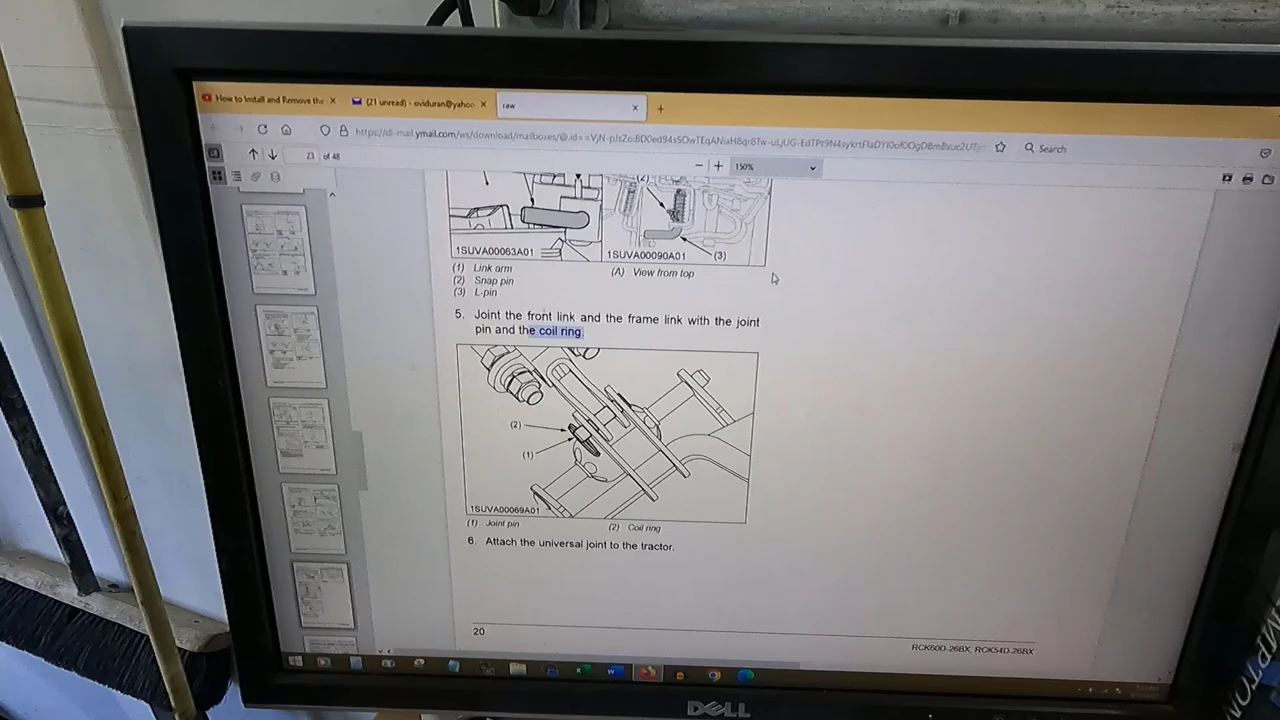 How to Install and Remove the
(21 unread) - oviduran@yahoo
raw
Search
23 of 48
150%
(2)
1SUVA00063A01
1SUVA00090A01
(3)
(1) Link arm
(A) View from top
(2) Snap pin
(3) L-pin
5. Joint the front link and the frame link with the joint
pin and the coil ring.
(2)
(1)
1SUVA00069A01
(1) Joint pin
(2) Coil ring
6. Attach the universal joint to the tractor.
20
RCK60D-26BX, RCK54D-26BX
DELL